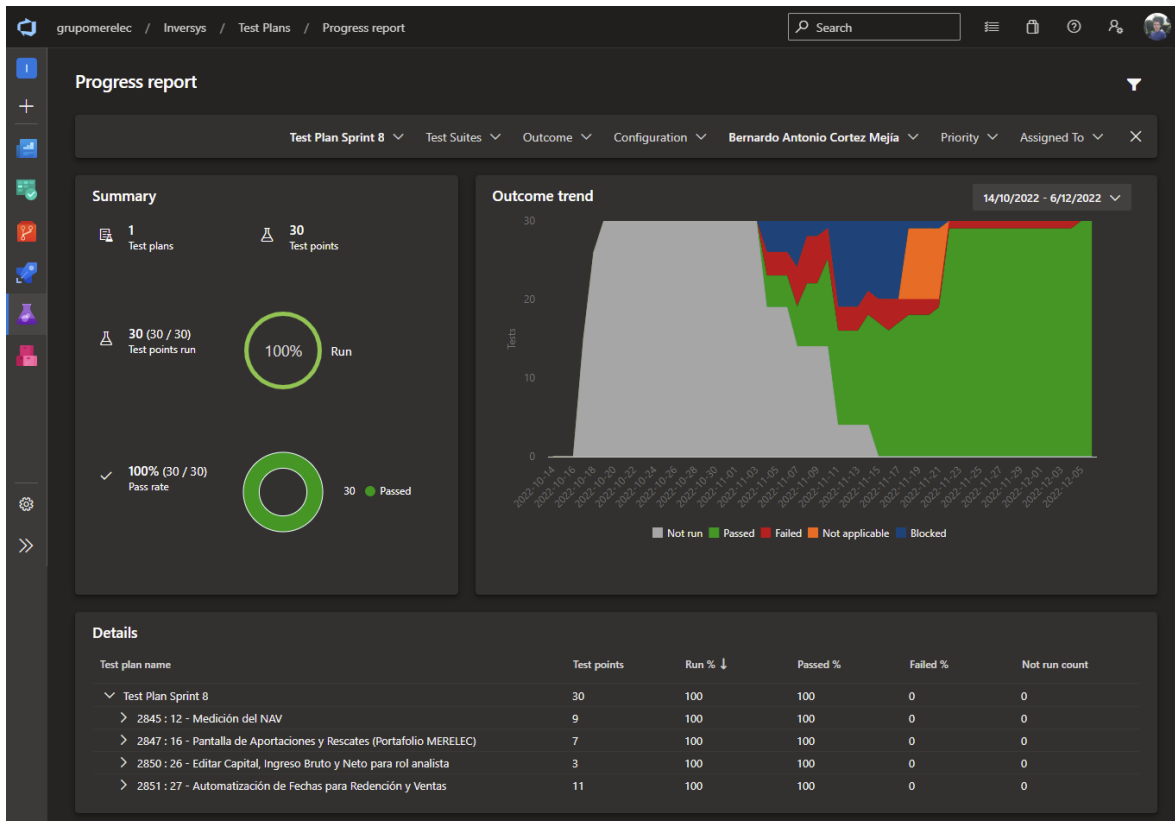 grupomerelec / Inversys / Test Plans / Progress report
Search
I
Progress report
Test Plan Sprint 8 Test Suites Outcome Configuration Bernardo Antonio Cortez Mejía Priority Assigned To
Summary
1
Test plans
30
Test points
30 (30 / 30)
Test points run
100%
Run
100% (30 / 30)
Pass rate
30 Passed
Outcome trend
14/10/2022 - 6/12/2022
30
20
10
0
Tests
2022-10-14 2022-10-16 2022-10-18 2022-10-20 2022-10-22 2022-10-24 2022-10-26 2022-10-28 2022-10-30 2022-11-01 2022-11-03 2022-11-05 2022-11-07 2022-11-09 2022-11-11 2022-11-13 2022-11-15 2022-11-17 2022-11-19 2022-11-21 2022-11-23 2022-11-25 2022-11-27 2022-11-29 2022-12-01 2022-12-03 2022-12-05
Not run Passed Failed Not applicable Blocked
Details
Test plan name Test points Run % ↓ Passed % Failed % Not run count
Test Plan Sprint 8 30 100 100 0 0
2845 : 12 - Medición del NAV 9 100 100 0 0
2847 : 16 - Pantalla de Aportaciones y Rescates (Portafolio MERELEC) 7 100 100 0 0
2850 : 26 - Editar Capital, Ingreso Bruto y Neto para rol analista 3 100 100 0 0
2851 : 27 - Automatización de Fechas para Redención y Ventas 11 100 100 0 0